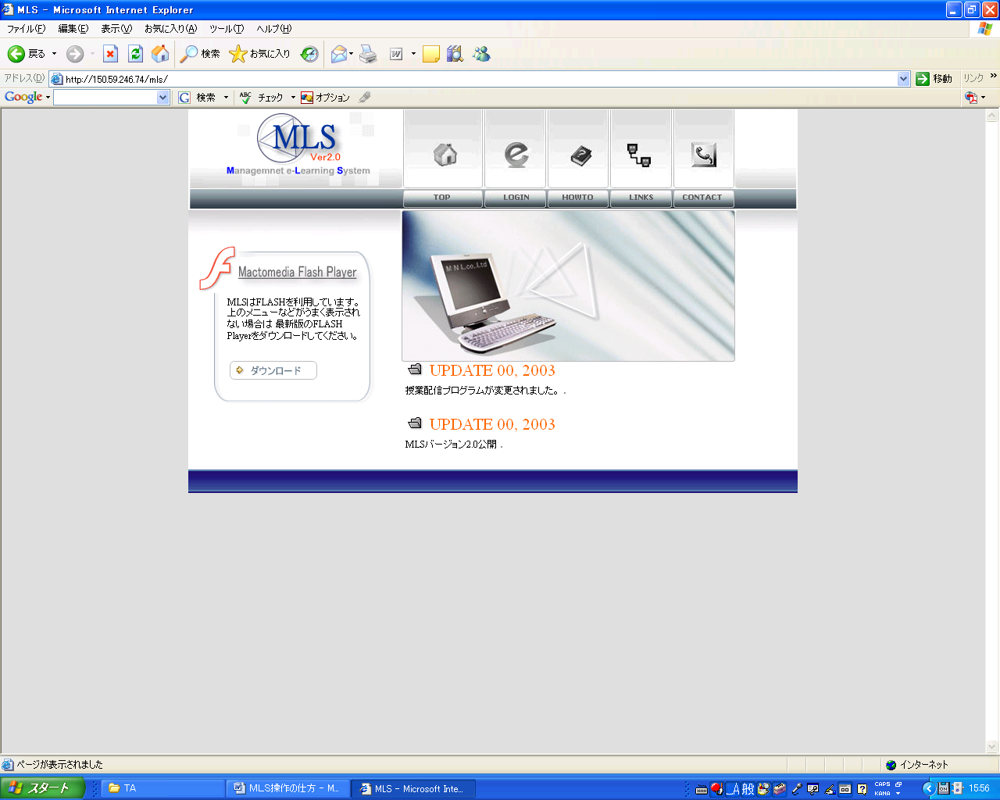 MLS - Microsoft Internet Explorer
ファイル(F) 編集(E) 表示(V) お気に入り(A) ツール(T) ヘルプ(H)
戻る 検索 お気に入り
アドレス(D) http://150.59.246.74/mls/ 移動 リンク »
Google 検索 ABC チェック オプション
MLS
Ver2.0
Managemnet e-Learning System
TOP LOGIN HOWTO LINKS CONTACT
M N L.co.,Ltd
Mactomedia Flash Player
MLSはFLASHを利用しています。
上のメニューなどがうまく表示され
ない場合は 最新版のFLASH
Playerをダウンロードしてください。
ダウンロード
UPDATE 00, 2003
授業配信プログラムが変更されました。 .
UPDATE 00, 2003
MLSバージョン2.0公開 .
ページが表示されました インターネット
スタート TA MLS操作の仕方 - M... MLS - Microsoft Inte... A 般 CAPS KANA 15:56